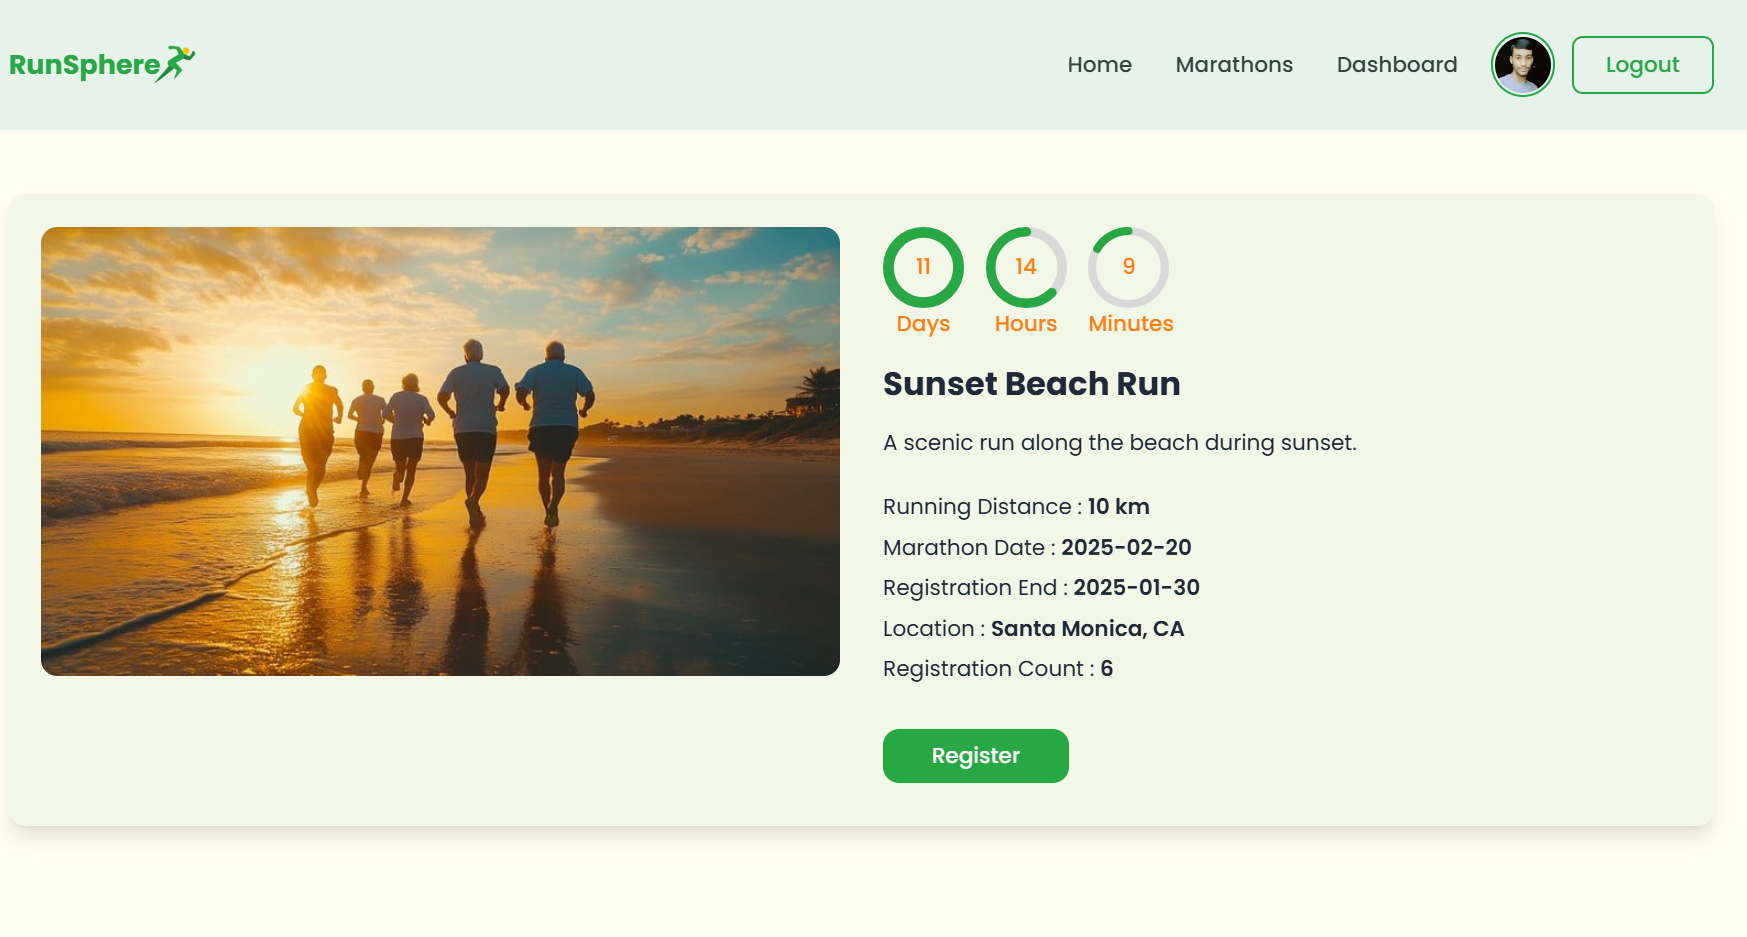 RunSphere
Home Marathons Dashboard Logout
11 14 9
Days Hours Minutes
Sunset Beach Run
A scenic run along the beach during sunset.
Running Distance : 10 km
Marathon Date : 2025-02-20
Registration End : 2025-01-30
Location : Santa Monica, CA
Registration Count : 6
Register